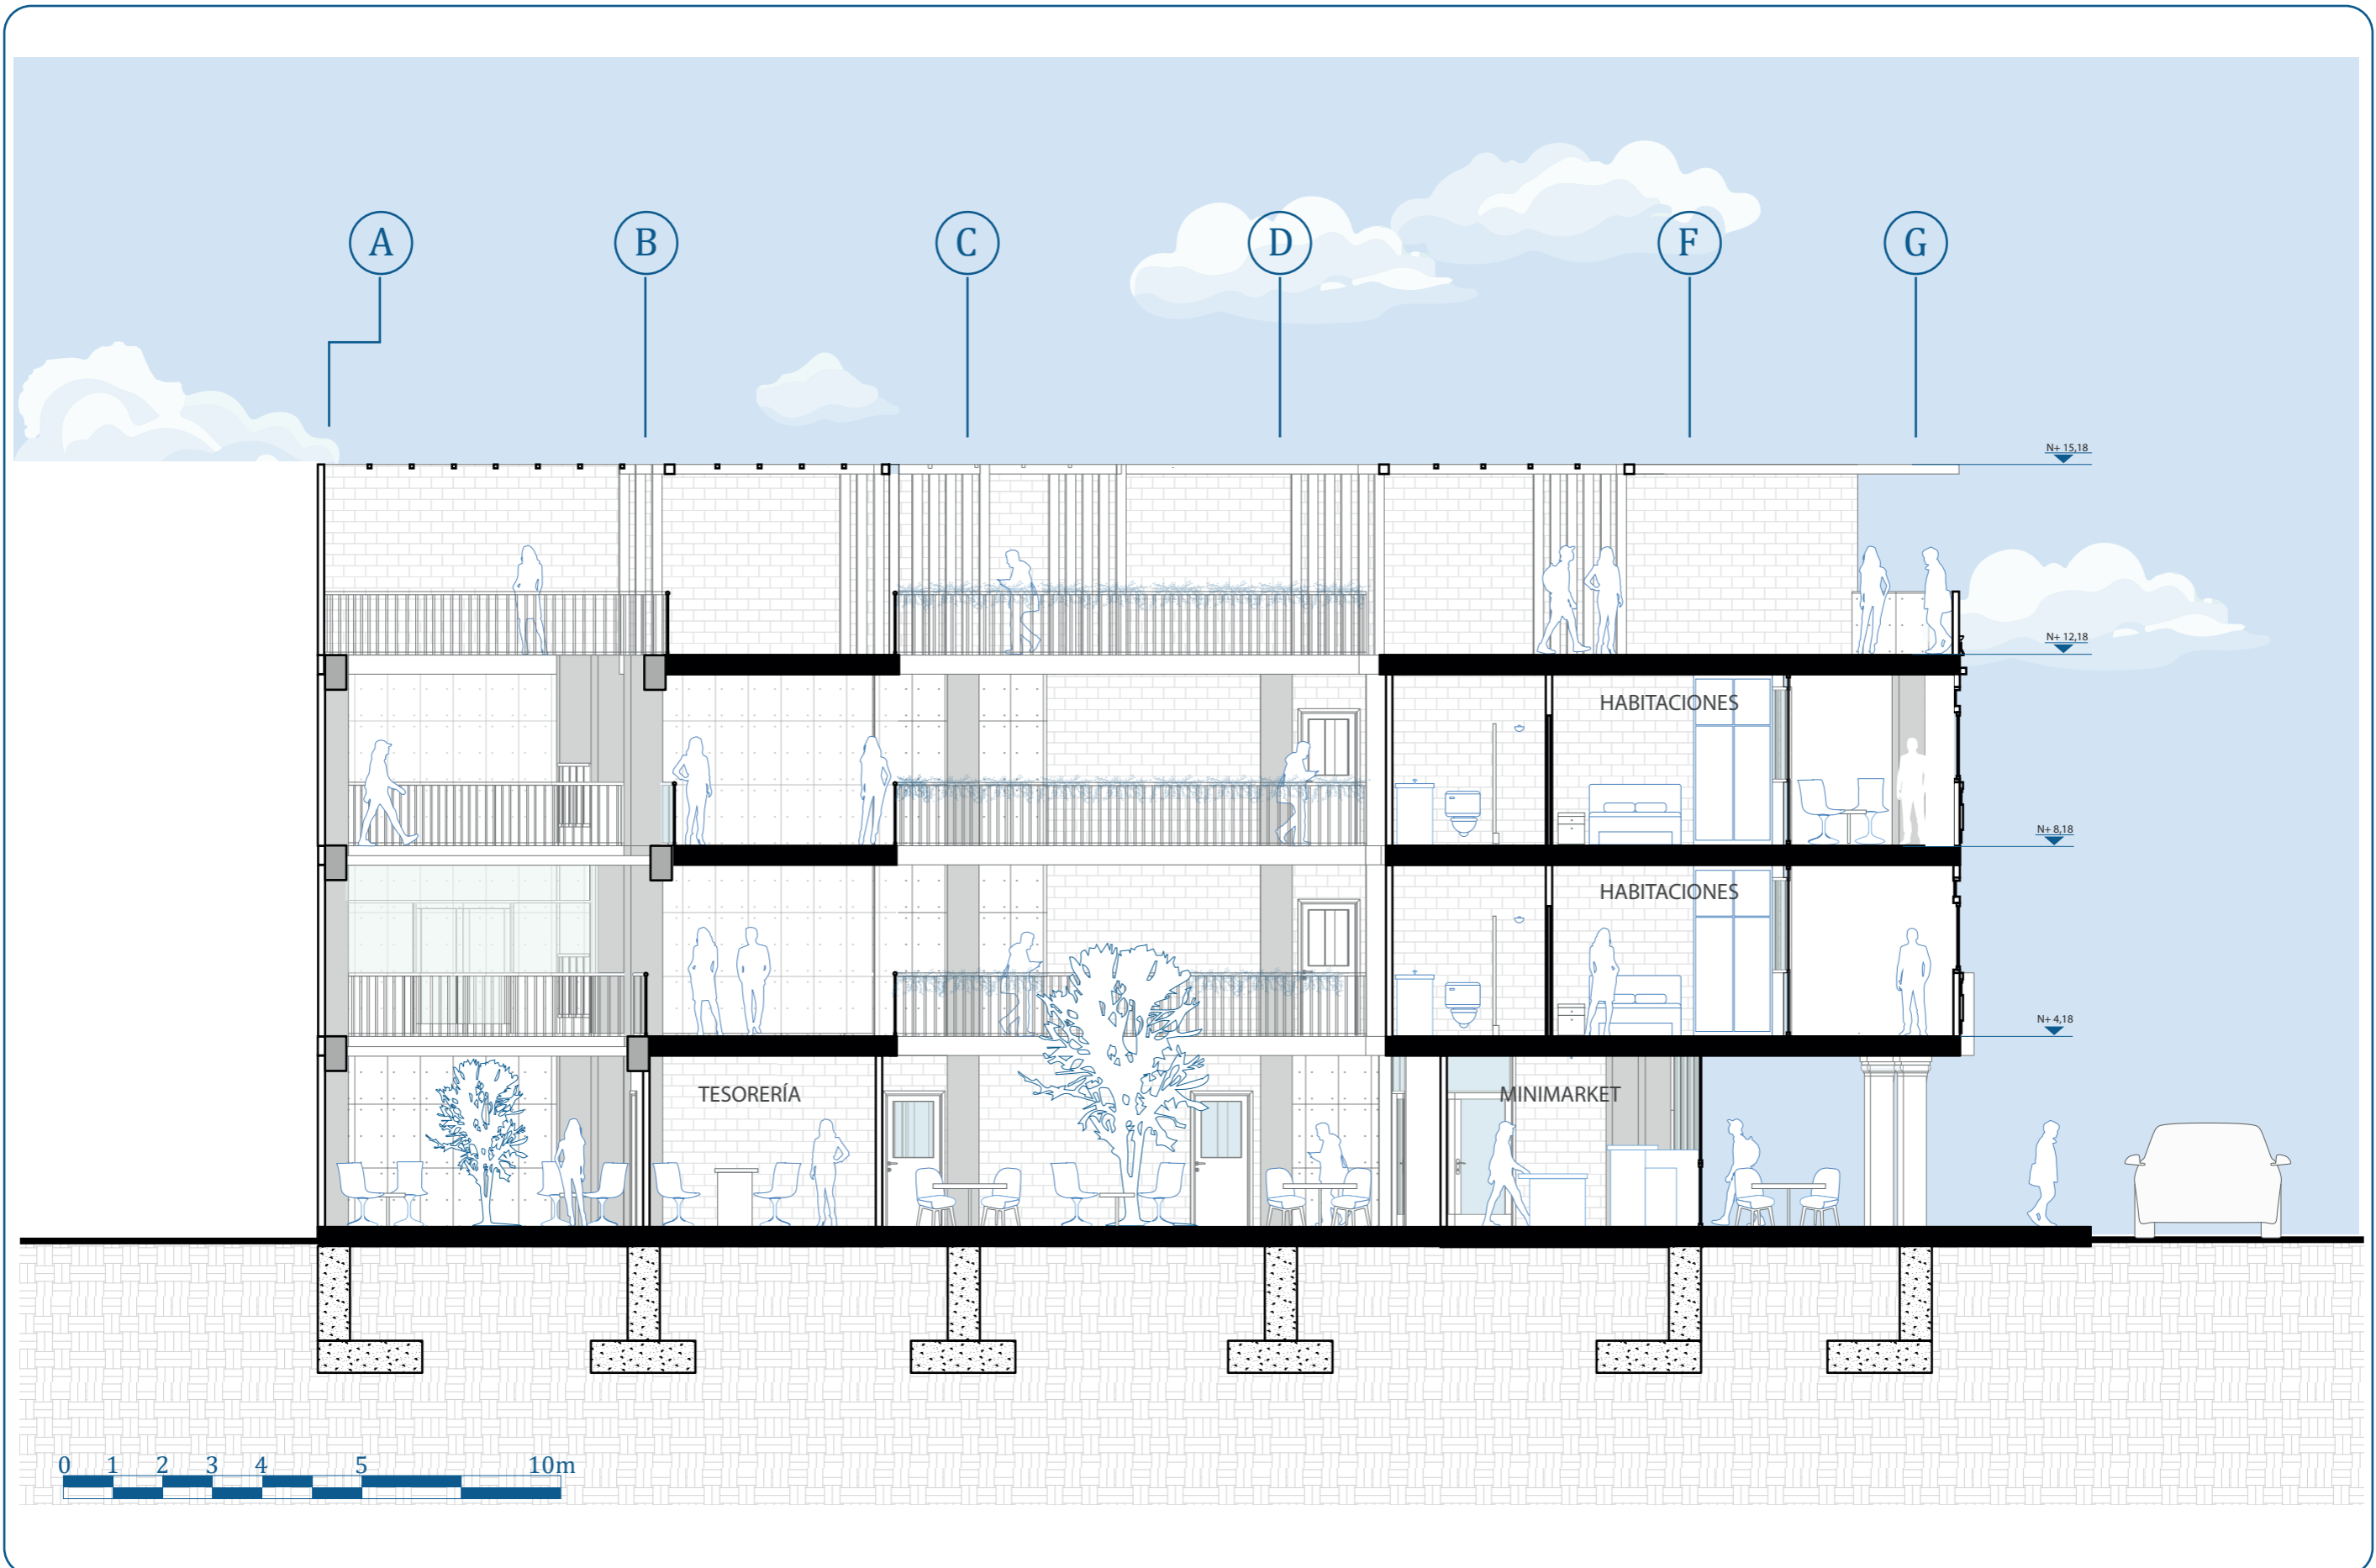 A B C D F G
N+ 15,18
N+ 12,18
HABITACIONES
N+ 8,18
HABITACIONES
N+ 4,18
TESORERÍA
MINIMARKET
0 1 2 3 4 5 10m